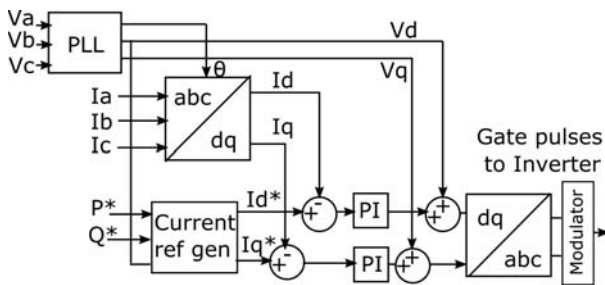 Va
Vb
Vc
PLL
Vd
Vq
θ
Ia
Ib
Ic
abc
dq
Id
Iq
Gate pulses
to Inverter
P*
Q*
Current
ref gen
Id*
Iq*
+ -
PI
+ +
+ -
PI
+ +
dq
abc
Modulator